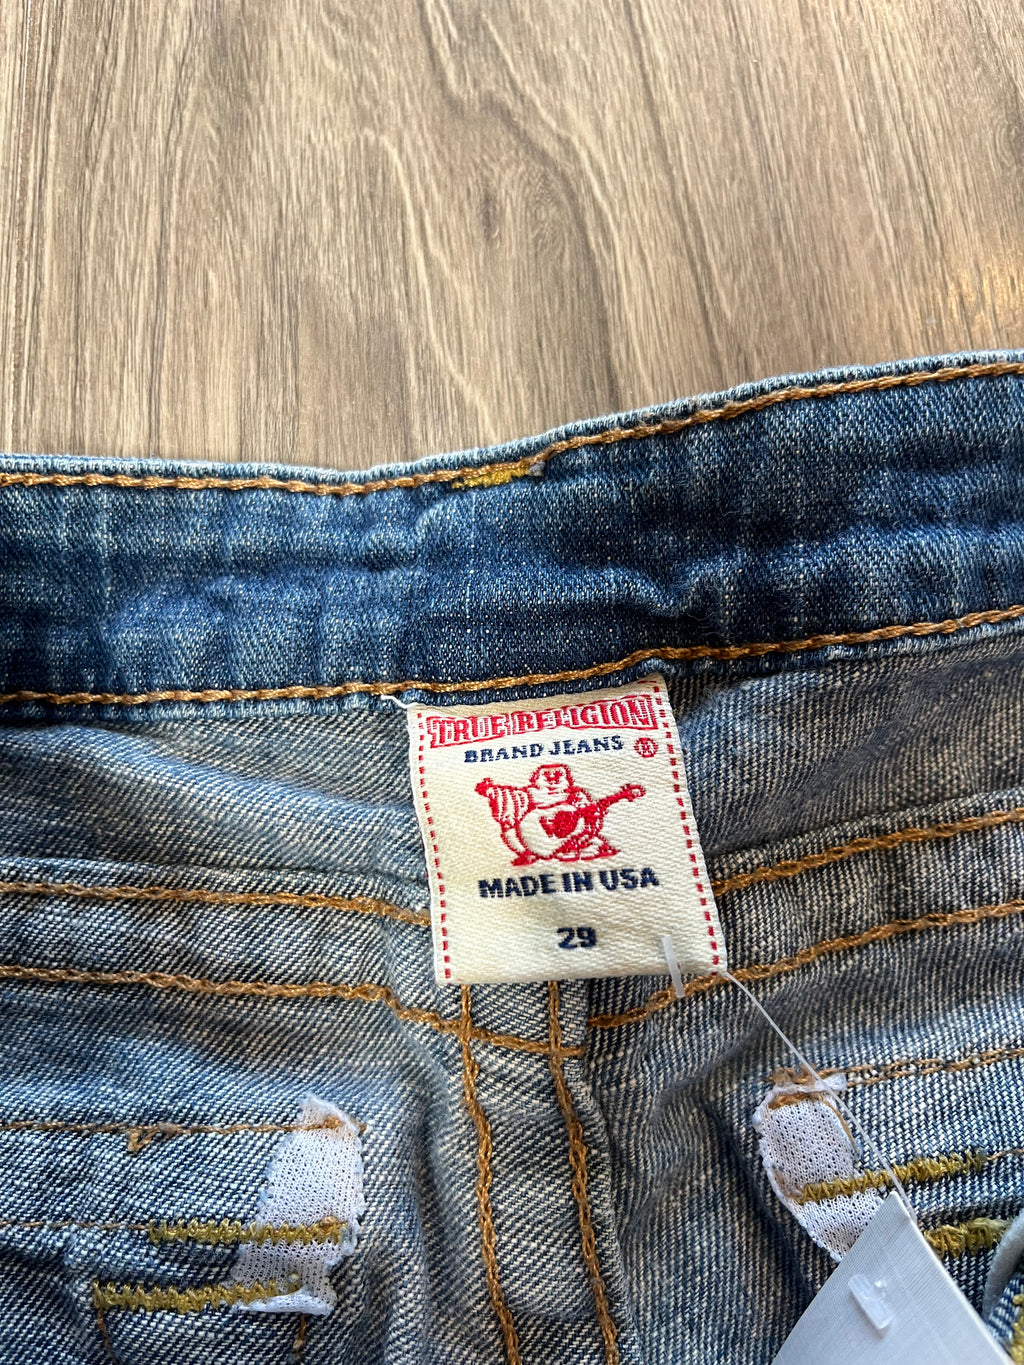 TRUE RELIGION
BRAND JEANS ®
MADE IN USA
29